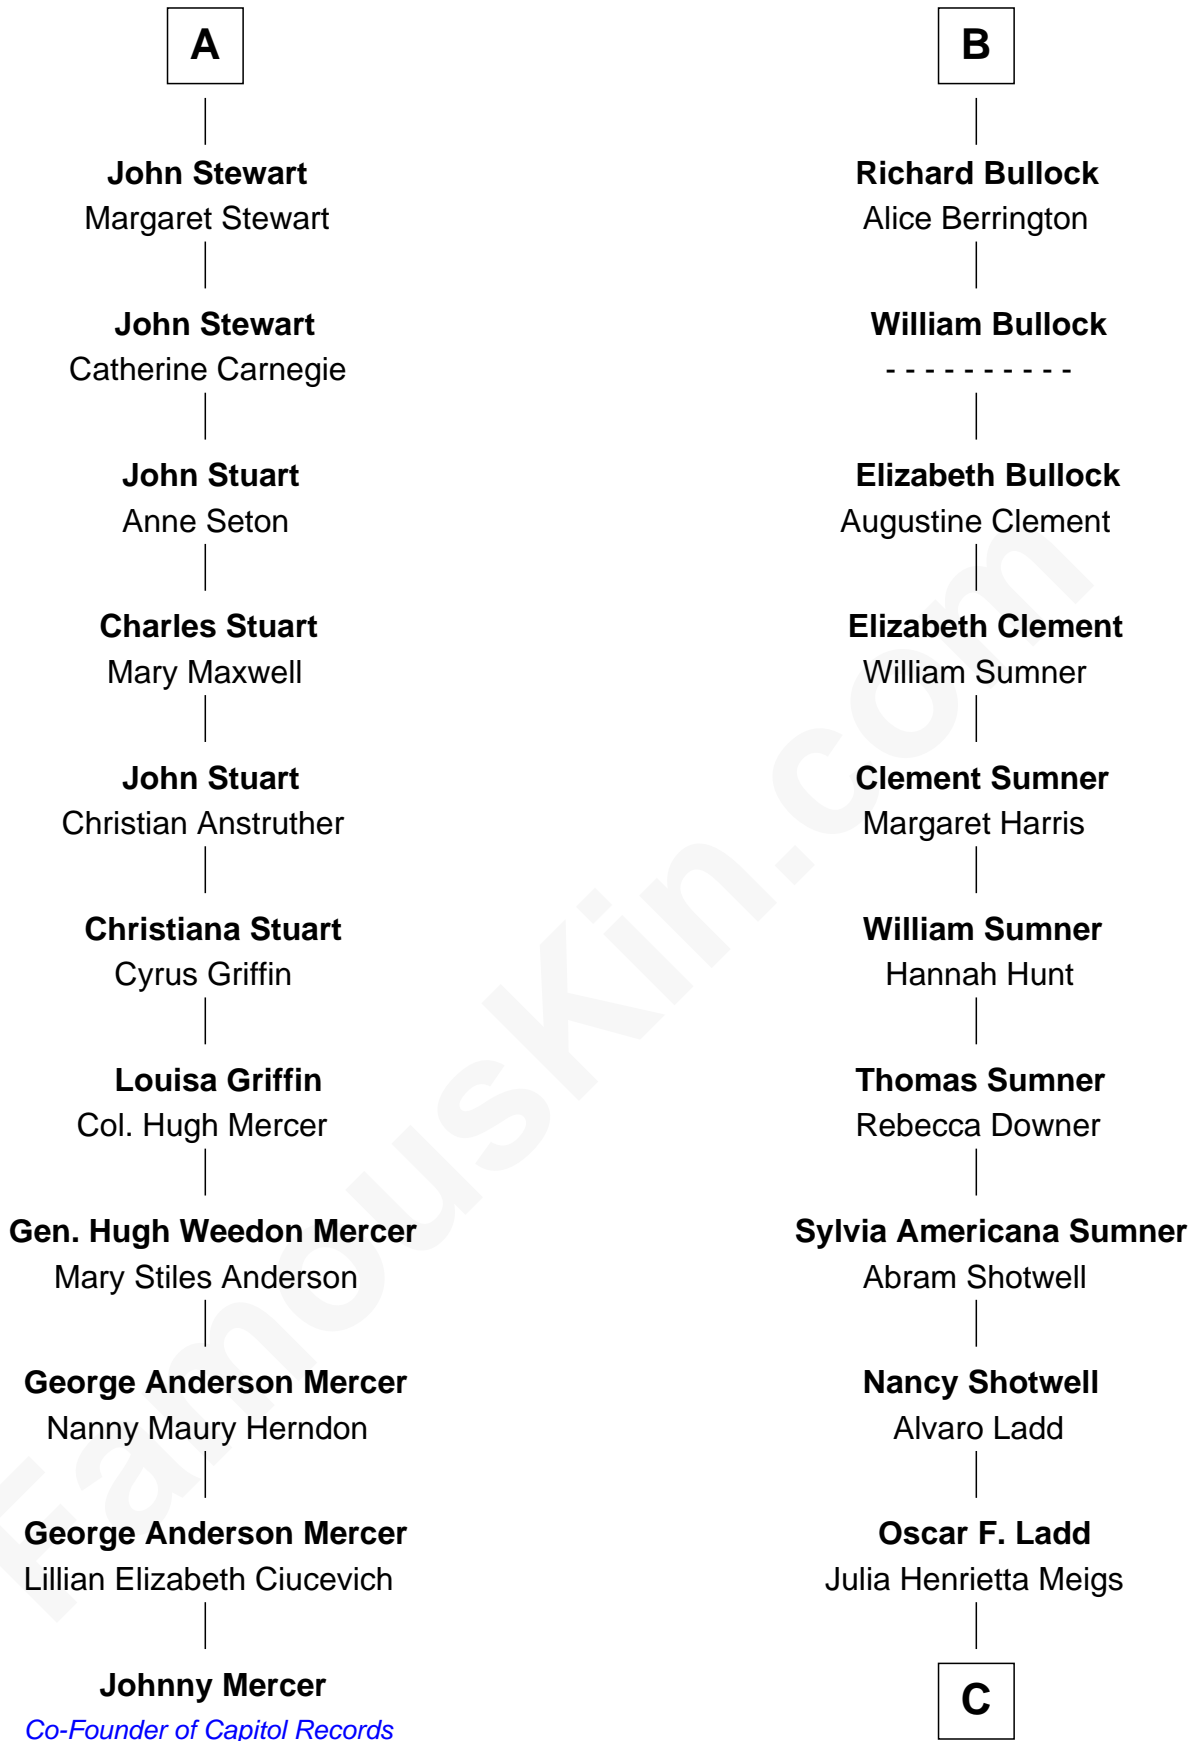 A
John Stewart
Margaret Stewart
John Stewart
Catherine Carnegie
John Stuart
Anne Seton
Charles Stuart
Mary Maxwell
John Stuart
Christian Anstruther
Christiana Stuart
Cyrus Griffin
Louisa Griffin
Col. Hugh Mercer
Gen. Hugh Weedon Mercer
Mary Stiles Anderson
George Anderson Mercer
Nanny Maury Herndon
George Anderson Mercer
Lillian Elizabeth Ciucevich
Johnny Mercer
Co-Founder of Capitol Records
B
Richard Bullock
Alice Berrington
William Bullock
- - - - - - - - - -
Elizabeth Bullock
Augustine Clement
Elizabeth Clement
William Sumner
Clement Sumner
Margaret Harris
William Sumner
Hannah Hunt
Thomas Sumner
Rebecca Downer
Sylvia Americana Sumner
Abram Shotwell
Nancy Shotwell
Alvaro Ladd
Oscar F. Ladd
Julia Henrietta Meigs
C
FamousKin.com